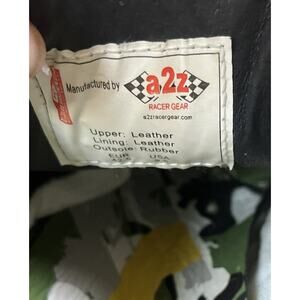 Manufactured by
a2z
RACER GEAR
a2zracergear.com
Upper: Leather
Lining: Leather
Outsole: Rubber
EUR USA